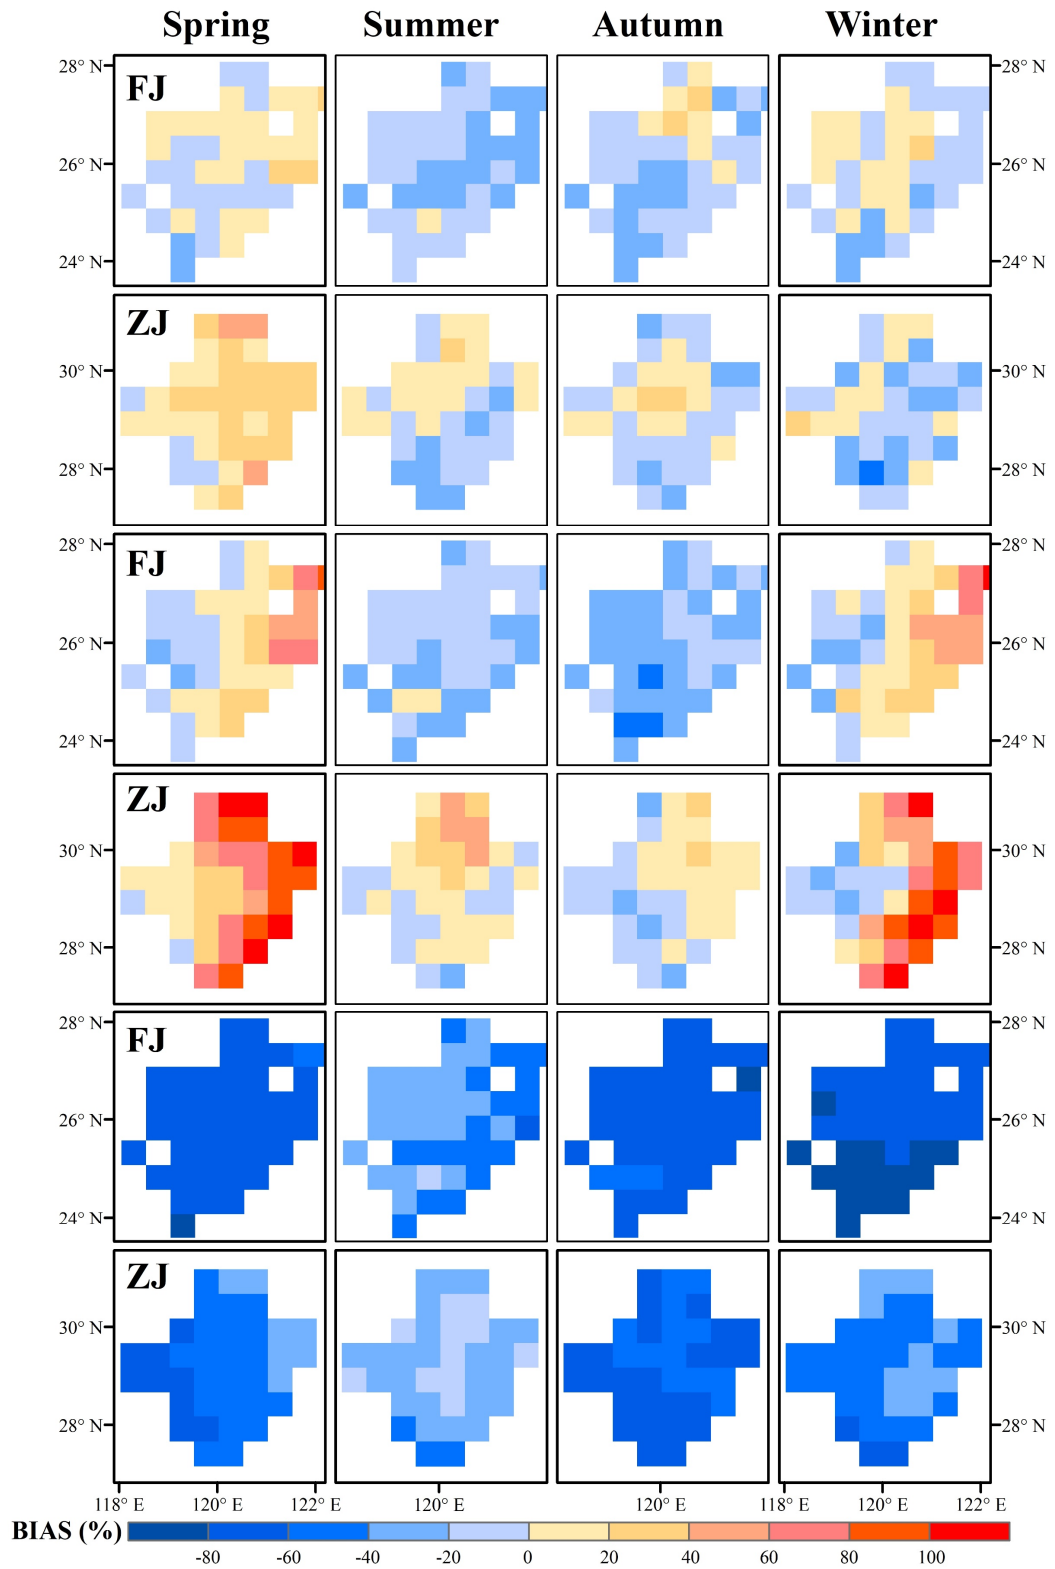 Spring Summer Autumn Winter
28° N FJ 28° N
26° N 26° N
24° N 24° N
ZJ
30° N 30° N
28° N 28° N
28° N FJ 28° N
26° N 26° N
24° N 24° N
ZJ
30° N 30° N
28° N 28° N
28° N FJ 28° N
26° N 26° N
24° N 24° N
ZJ
30° N 30° N
28° N 28° N
118° E 120° E 122° E 120° E 120° E 118° E 120° E 122° E
BIAS (%)
-80 -60 -40 -20 0 20 40 60 80 100